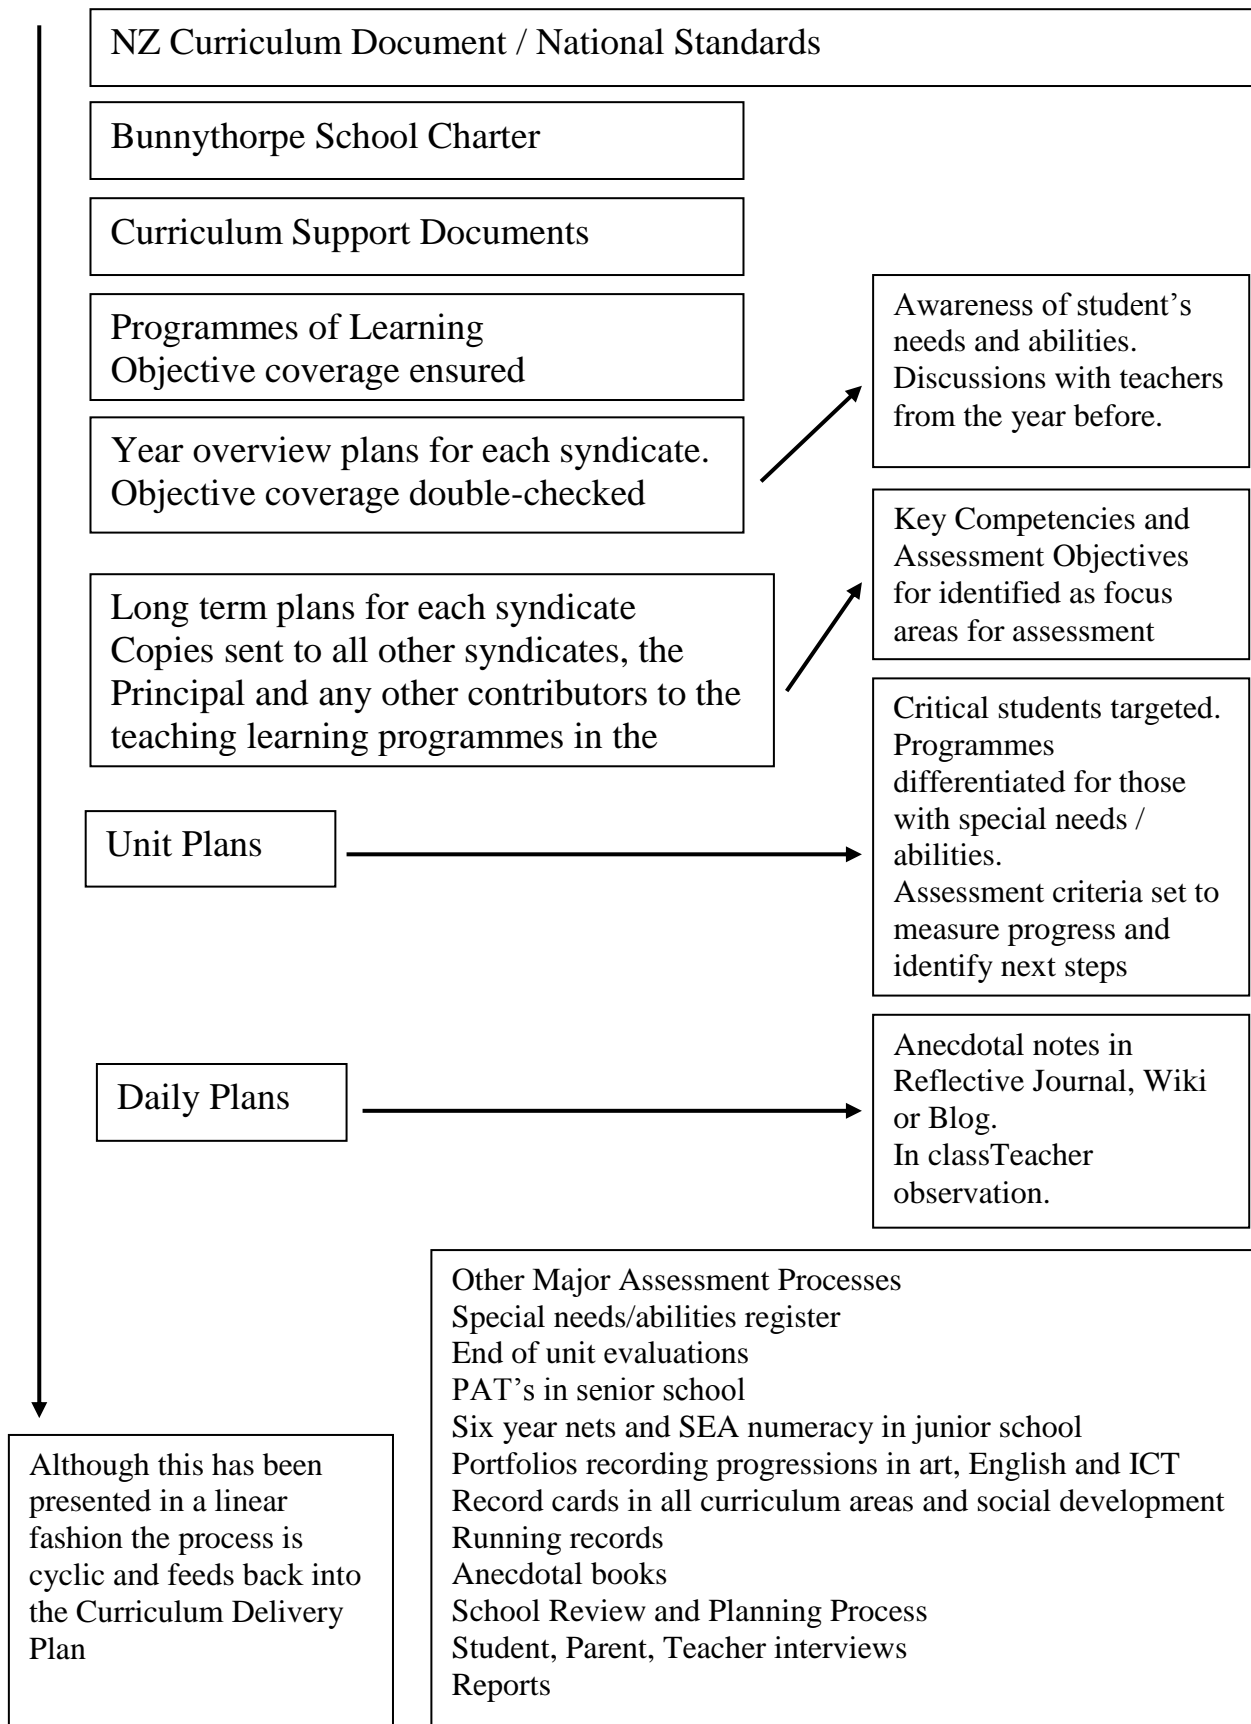 NZ Curriculum Document / National Standards
Bunnythorpe School Charter
Curriculum Support Documents
Programmes of Learning
Objective coverage ensured
Year overview plans for each syndicate.
Objective coverage double-checked
Awareness of student’s
needs and abilities.
Discussions with teachers
from the year before.
Long term plans for each syndicate
Copies sent to all other syndicates, the
Principal and any other contributors to the
teaching learning programmes in the
Key Competencies and
Assessment Objectives
for identified as focus
areas for assessment
Unit Plans
Critical students targeted.
Programmes
differentiated for those
with special needs /
abilities.
Assessment criteria set to
measure progress and
identify next steps
Daily Plans
Anecdotal notes in
Reflective Journal, Wiki
or Blog.
In classTeacher
observation.
Although this has been
presented in a linear
fashion the process is
cyclic and feeds back into
the Curriculum Delivery
Plan
Other Major Assessment Processes
Special needs/abilities register
End of unit evaluations
PAT’s in senior school
Six year nets and SEA numeracy in junior school
Portfolios recording progressions in art, English and ICT
Record cards in all curriculum areas and social development
Running records
Anecdotal books
School Review and Planning Process
Student, Parent, Teacher interviews
Reports